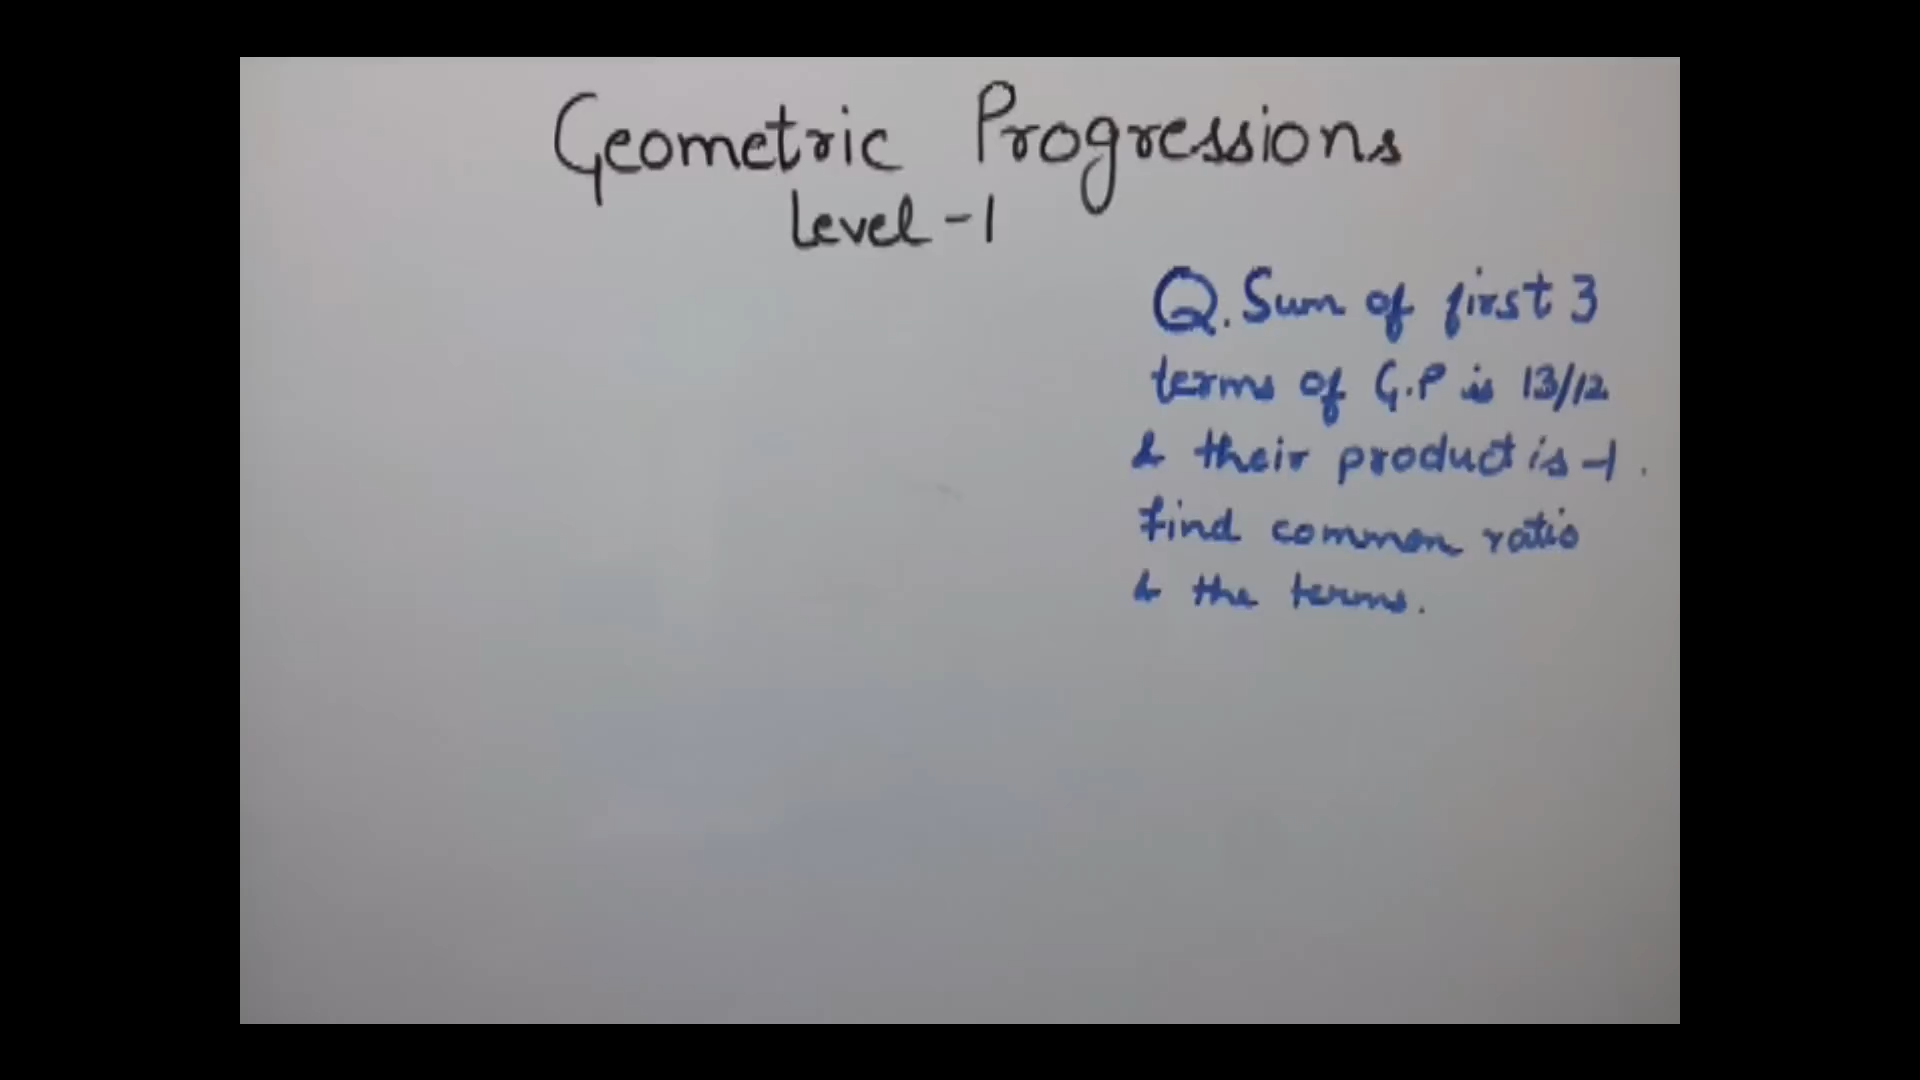 Geometric Progressions
Level-1
Q. Sum of first 3
terms of G.P is 13/12
& their product is -1.
Find common ratio
& the terms.